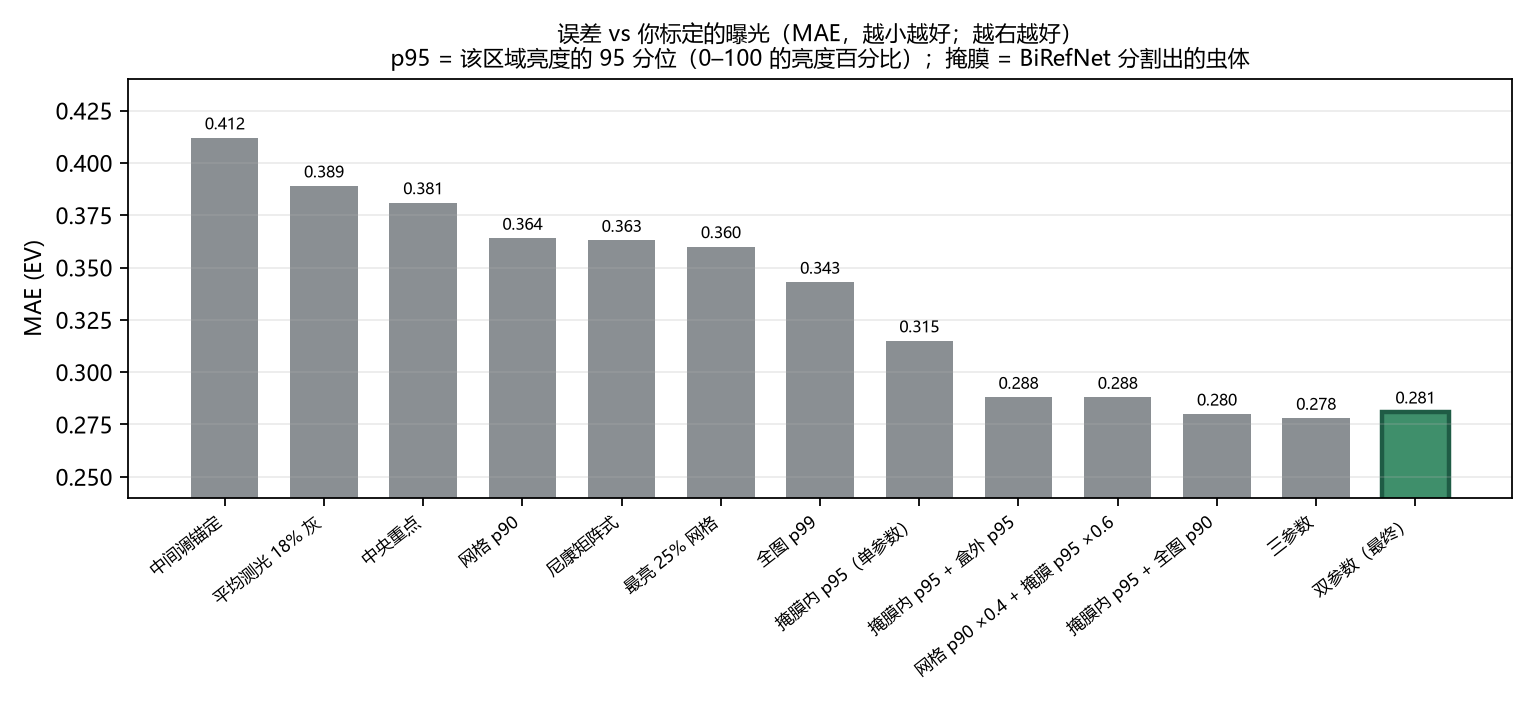 误差 vs 你标定的曝光（MAE，越小越好；越右越好）
p95 = 该区域亮度的 95 分位（0–100 的亮度百分比）；掩膜 = BiRefNet 分割出的虫体
MAE (EV)
0.425
0.400
0.375
0.350
0.325
0.300
0.275
0.250
0.412
0.389
0.381
0.364
0.363
0.360
0.343
0.315
0.288
0.288
0.280
0.278
0.281
中间调锚定
平均测光 18% 灰
中央重点
网格 p90
尼康矩阵式
最亮 25% 网格
全图 p99
掩膜内 p95（单参数）
掩膜内 p95 + 盒外 p95
网格 p90 ×0.4 + 掩膜 p95 ×0.6
掩膜内 p95 + 全图 p90
三参数
双参数（最终）